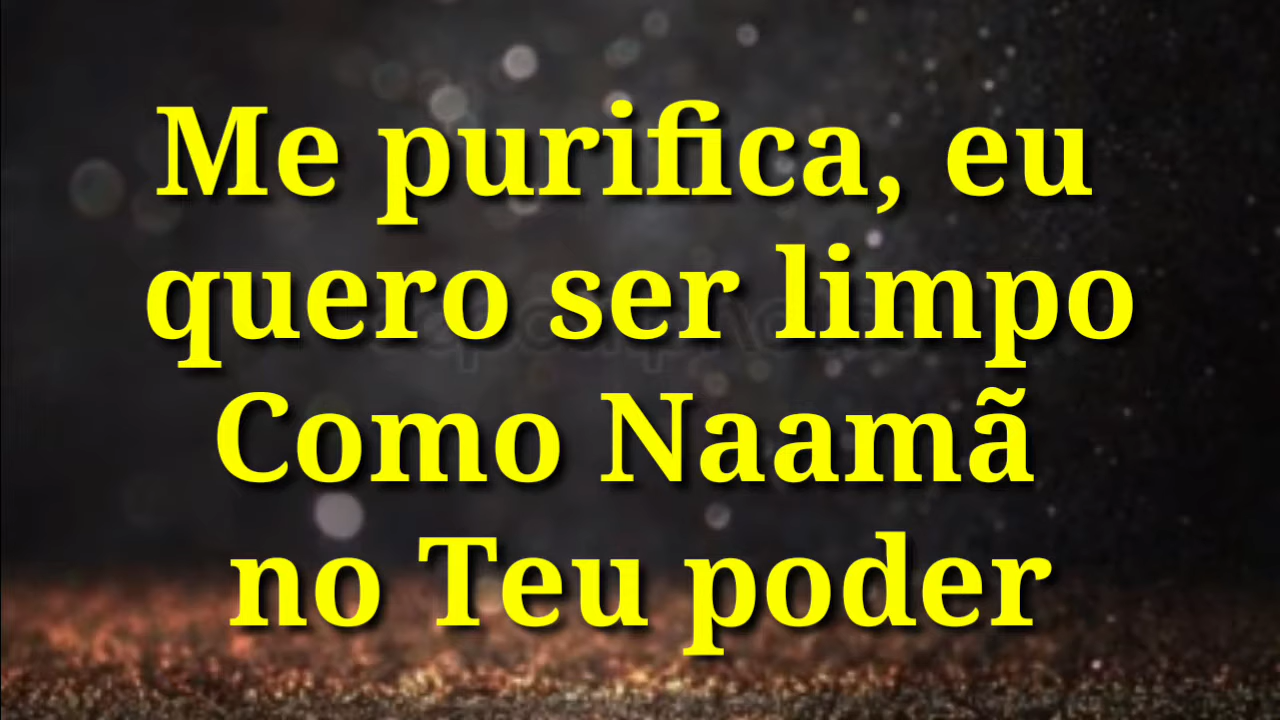 Me purifica, eu
quero ser limpo
Como Naamã
no Teu poder